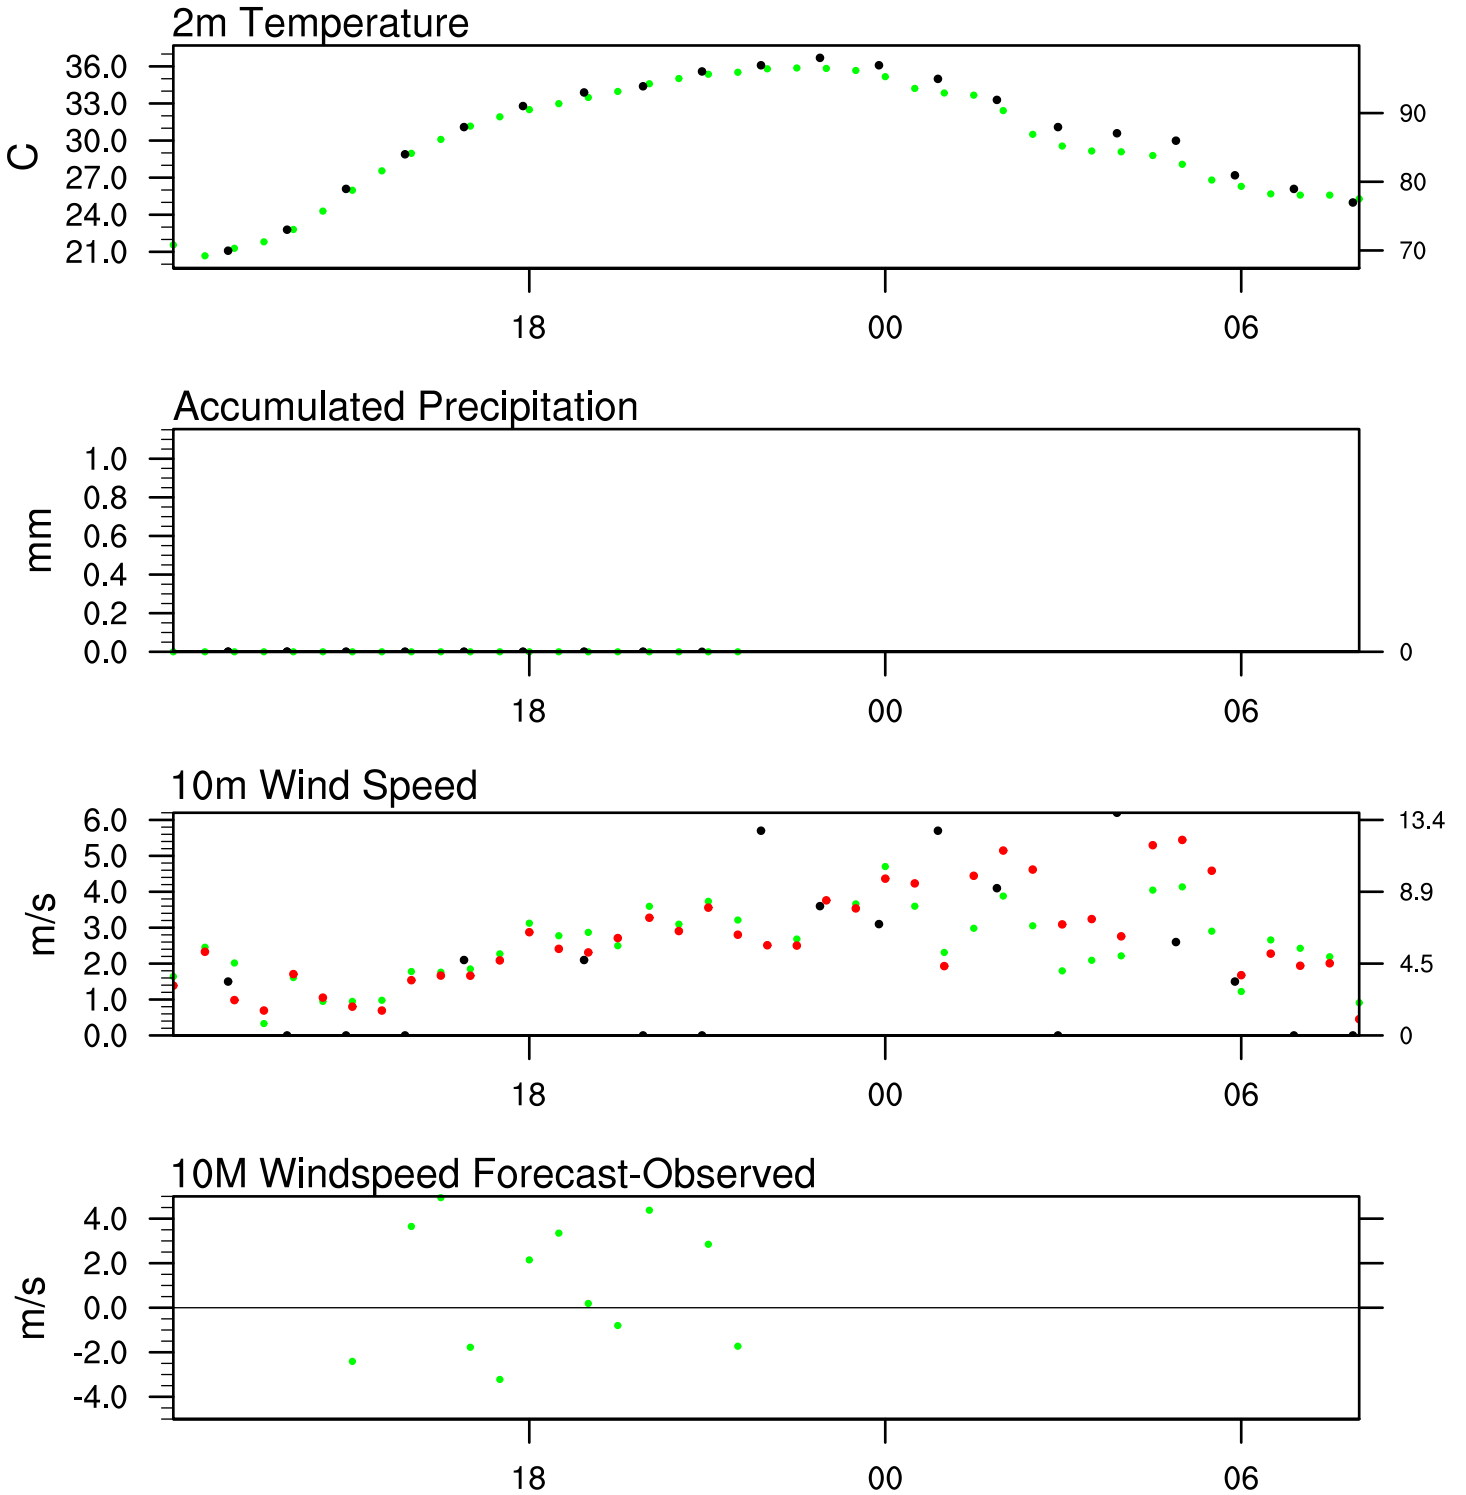 2m Temperature
36.0
33.0
30.0
27.0
24.0
21.0
C
90
80
70
18 00 06
Accumulated Precipitation
1.0
0.8
0.6
0.4
0.2
0.0
mm
0
18 00 06
10m Wind Speed
6.0
5.0
4.0
3.0
2.0
1.0
0.0
m/s
13.4
8.9
4.5
0
18 00 06
10M Windspeed Forecast-Observed
4.0
2.0
0.0
-2.0
-4.0
m/s
18 00 06